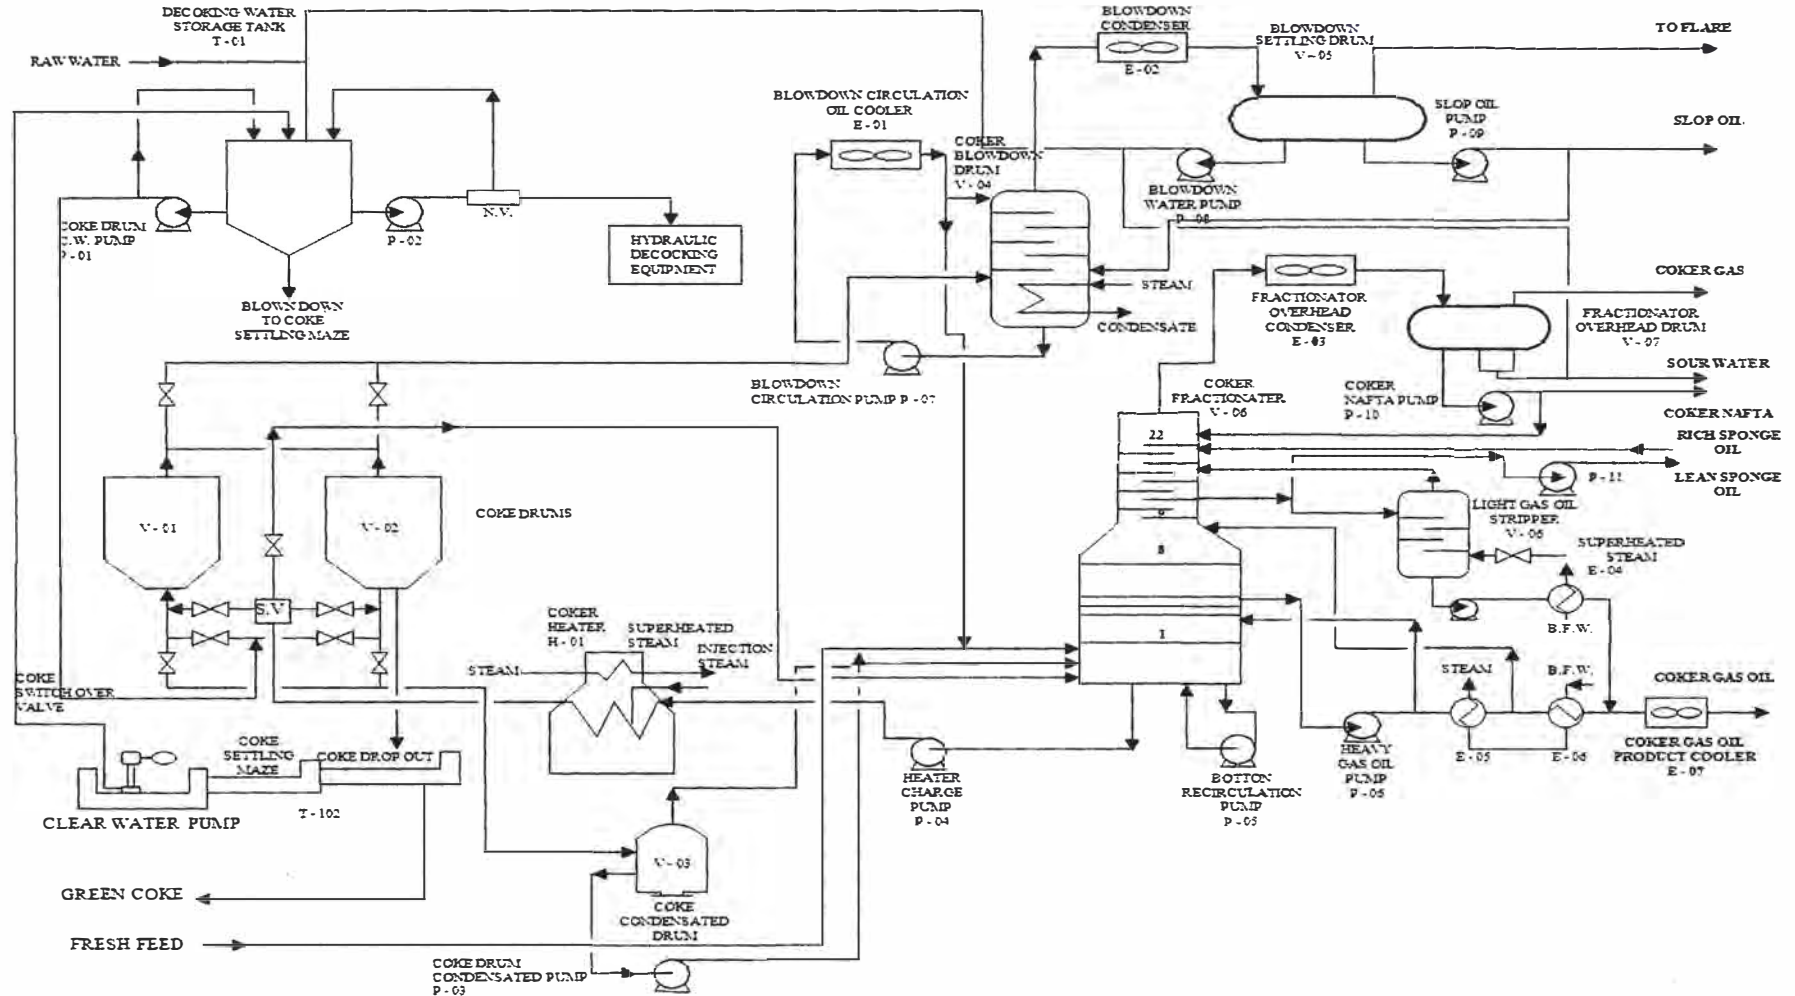 DECOKING WATER
STORAGE TANK
T-01
RAW WATER
COKE DRUM
C.W. PUMP
P-01
P-02
N.V.
HYDRAULIC
DECOCKING
EQUIPMENT
BLOWN DOWN
TO COKE
SETTLING MAZE
BLOWDOWN CIRCULATION
OIL COOLER
E-01
COKER
BLOWDOWN
DRUM
V-04
BLOWDOWN
CONDENSER
E-02
BLOWDOWN
SETTLING DRUM
V-05
TO FLARE
SLOP OIL
PUMP
P-09
SLOP OIL
BLOWDOWN
WATER PUMP
P-08
STEAM
CONDENSATE
BLOWDOWN
CIRCULATION PUMP P-07
FRACTIONATOR
OVERHEAD
CONDENSER
E-03
COKER GAS
FRACTIONATOR
OVERHEAD DRUM
V-07
SOUR WATER
COKER
NAFTA PUMP
P-10
COKER NAFTA
RICH SPONGE
OIL
P-11
LEAN SPONGE
OIL
COKER
FRACTIONATER
V-06
22
9
8
1
LIGHT GAS OIL
STRIPPER
V-06
SUPERHEATED
STEAM
E-04
B.F.W.
V-01
V-02
COKE DRUMS
S.V
COKE
SWITCH OVER
VALVE
COKER
HEATER
H-01
SUPERHEATED
STEAM
INJECTION
STEAM
STEAM
STEAM
B.F.W.
COKER GAS OIL
E-05
E-06
COKER GAS OIL
PRODUCT COOLER
E-07
HEAVY
GAS OIL
PUMP
P-06
BOTTON
RECIRCULATION
PUMP
P-05
HEATER
CHARGE
PUMP
P-04
COKE
SETTLING
MAZE
COKE DROP OUT
T-102
CLEAR WATER PUMP
GREEN COKE
FRESH FEED
V-03
COKE
CONDENSATED
DRUM
COKE DRUM
CONDENSATED PUMP
P-03